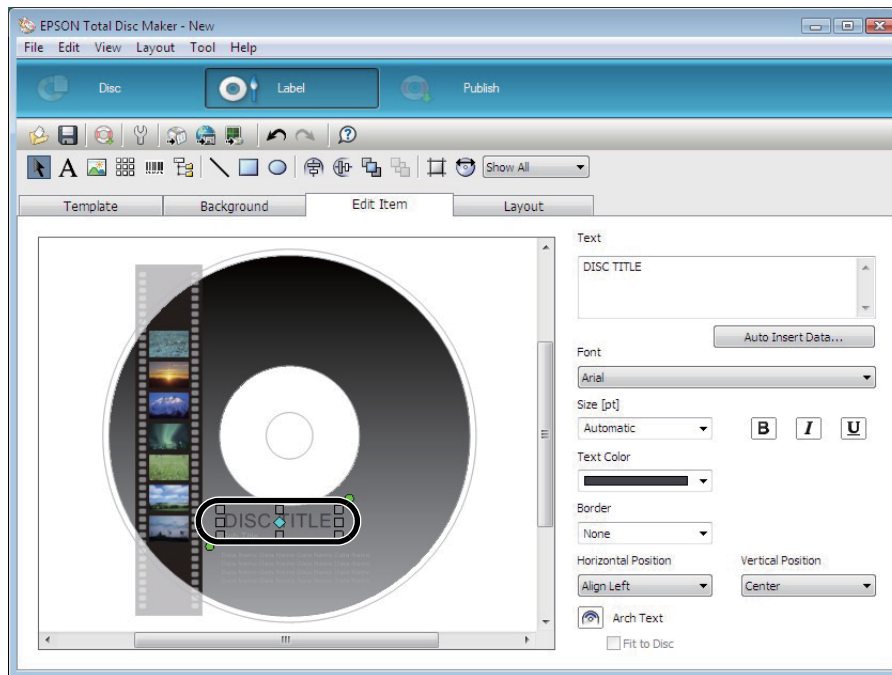 EPSON Total Disc Maker - New
File Edit View Layout Tool Help
Disc Label Publish
A Show All
Template Background Edit Item Layout
Text
DISC TITLE
Auto Insert Data...
Font
Arial
Size [pt]
Automatic B I U
Text Color
Border
None
Horizontal Position Vertical Position
Align Left Center
Arch Text
Fit to Disc
DISC TITLE